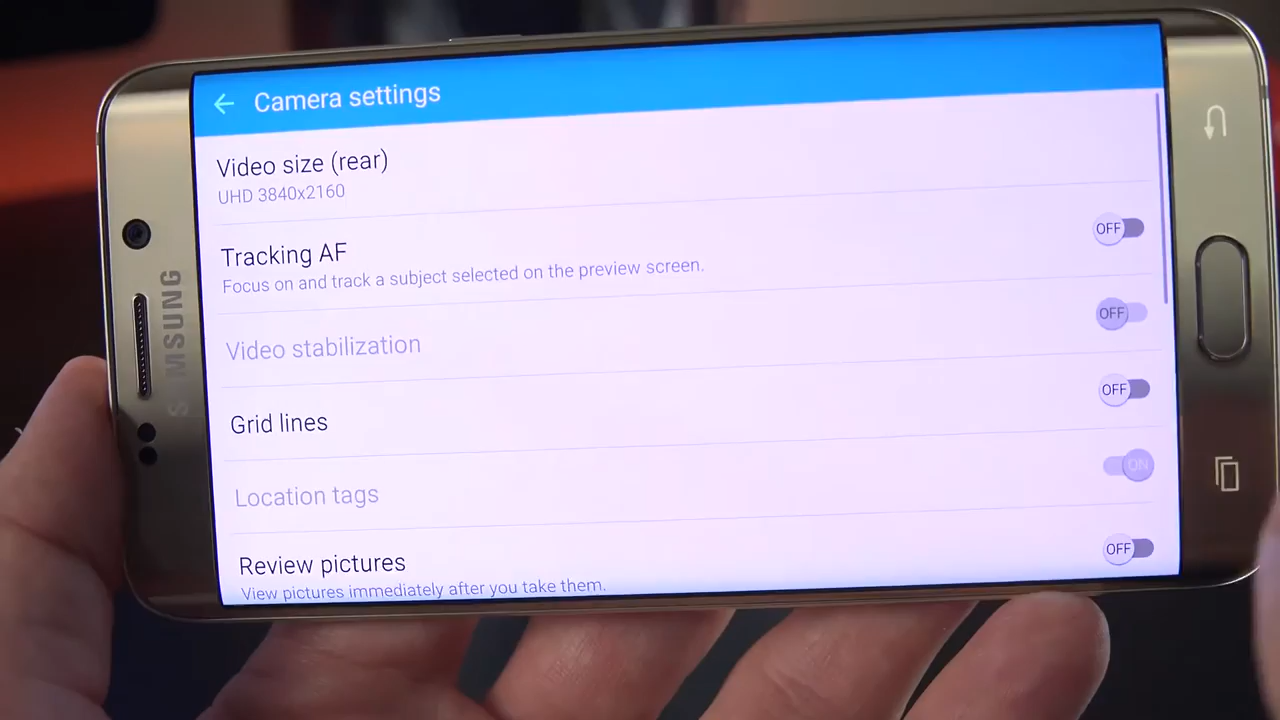 Camera settings
Video size (rear)
UHD 3840x2160
Tracking AF
OFF
Focus on and track a subject selected on the preview screen.
Video stabilization
OFF
Grid lines
OFF
Location tags
ON
Review pictures
OFF
View pictures immediately after you take them.
SAMSUNG